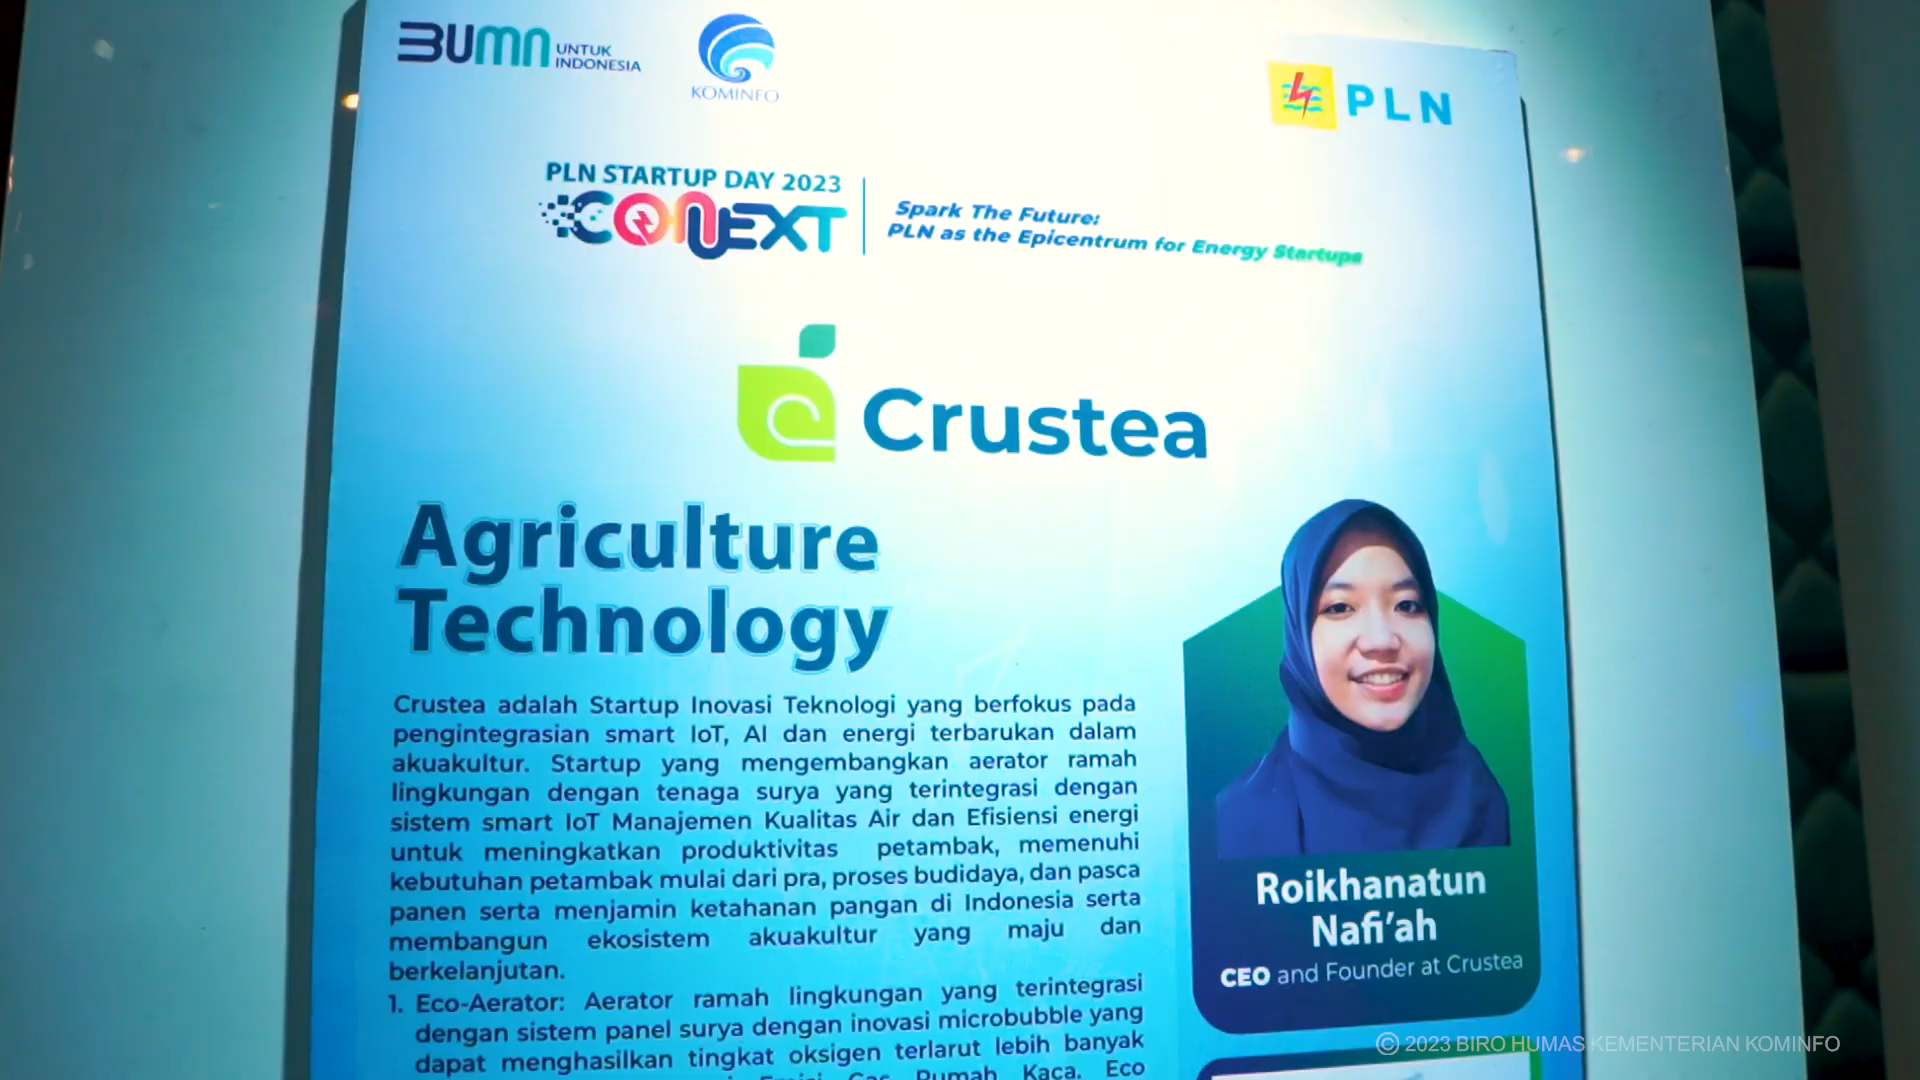 BUMN UNTUK INDONESIA
KOMINFO
PLN
PLN STARTUP DAY 2023
CONEXT
Spark The Future:
PLN as the Epicentrum for Energy Startups
Crustea
Agriculture
Technology
Crustea adalah Startup Inovasi Teknologi yang berfokus pada
pengintegrasian smart IoT, AI dan energi terbarukan dalam
akuakultur. Startup yang mengembangkan aerator ramah
lingkungan dengan tenaga surya yang terintegrasi dengan
sistem smart IoT Manajemen Kualitas Air dan Efisiensi energi
untuk meningkatkan produktivitas petambak, memenuhi
kebutuhan petambak mulai dari pra, proses budidaya, dan pasca
panen serta menjamin ketahanan pangan di Indonesia serta
membangun ekosistem akuakultur yang maju dan
berkelanjutan.
1. Eco-Aerator: Aerator ramah lingkungan yang terintegrasi
dengan sistem panel surya dengan inovasi microbubble yang
dapat menghasilkan tingkat oksigen terlarut lebih banyak
Emisi Gas Rumah Kaca. Eco
Roikhanatun
Nafi'ah
CEO and Founder at Crustea
© 2023 BIRO HUMAS KEMENTERIAN KOMINFO